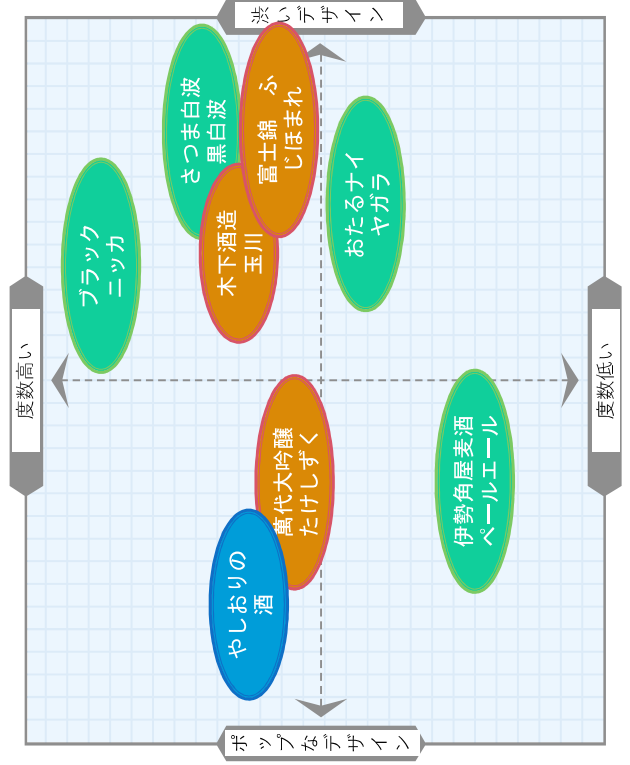 度数高い
ブラック
ニッカ
さつま白波
黒白波
木下酒造
玉川
富士錦 ふ
じほまれ
やしおりの
酒
萬代大吟醸
たけしずく
おたるナイ
ヤガラ
ポップなデザイン
渋いデザイン
伊勢角屋麦酒
ペールエール
度数低い